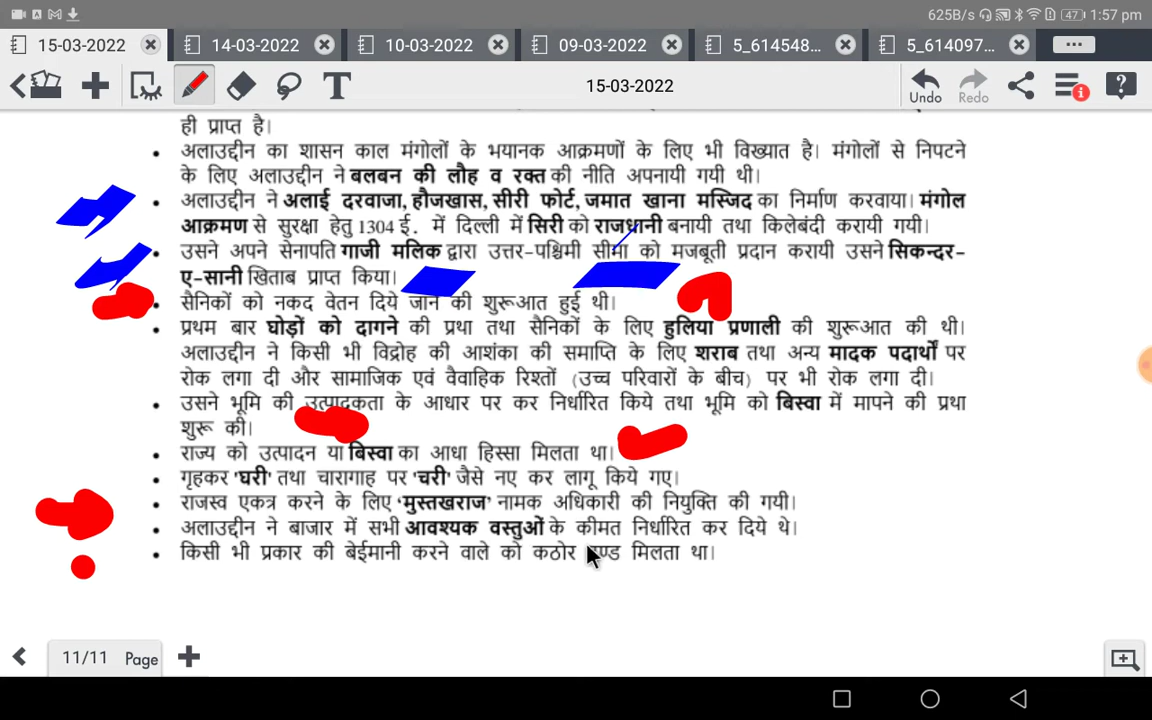 625B/s 47 1:57 pm
15-03-2022 14-03-2022 10-03-2022 09-03-2022 5_614548... 5_614097... ...
T 15-03-2022 Undo Redo
ही प्राप्त है।
• अलाउद्दीन का शासन काल मंगोलों के भयानक आक्रमणों के लिए भी विख्यात है। मंगोलों से निपटने
के लिए अलाउद्दीन ने बलबन की लौह व रक्त की नीति अपनायी गयी थी।
• अलाउद्दीन ने अलाई दरवाजा, हौजखास, सीरी फोर्ट, जमात खाना मस्जिद का निर्माण करवाया। मंगोल
आक्रमण से सुरक्षा हेतु 1304 ई. में दिल्ली में सिरी को राजधानी बनायी तथा किलेबंदी करायी गयी।
• उसने अपने सेनापति गाजी मलिक द्वारा उत्तर-पश्चिमी सीमा को मजबूती प्रदान करायी उसने सिकन्दर-
ए-सानी खिताब प्राप्त किया।
• सैनिकों को नकद वेतन दिये जाने की शुरूआत हुई थी।
• प्रथम बार घोड़ों को दागने की प्रथा तथा सैनिकों के लिए हुलिया प्रणाली की शुरूआत की थी।
अलाउद्दीन ने किसी भी विद्रोह की आशंका की समाप्ति के लिए शराब तथा अन्य मादक पदार्थों पर
रोक लगा दी और सामाजिक एवं वैवाहिक रिश्तों (उच्च परिवारों के बीच) पर भी रोक लगा दी।
• उसने भूमि की उत्पादकता के आधार पर कर निर्धारित किये तथा भूमि को बिस्वा में मापने की प्रथा
शुरू की।
• राज्य को उत्पादन या बिस्वा का आधा हिस्सा मिलता था।
• गृहकर 'घरी' तथा चारागाह पर 'चरी' जैसे नए कर लागू किये गए।
• राजस्व एकत्र करने के लिए ‘मुस्तखराज’ नामक अधिकारी की नियुक्ति की गयी।
• अलाउद्दीन ने बाजार में सभी आवश्यक वस्तुओं के कीमत निर्धारित कर दिये थे।
• किसी भी प्रकार की बेईमानी करने वाले को कठोर दण्ड मिलता था।
11/11 Page